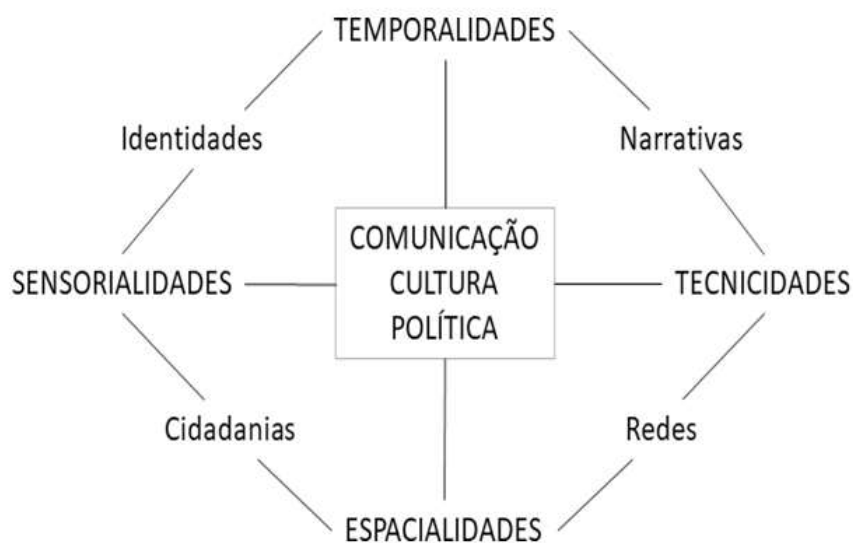 TEMPORALIDADES
Identidades
Narrativas
COMUNICAÇÃO
CULTURA
POLÍTICA
SENSORIALIDADES
TECNICIDADES
Cidadanias
Redes
ESPACIALIDADES